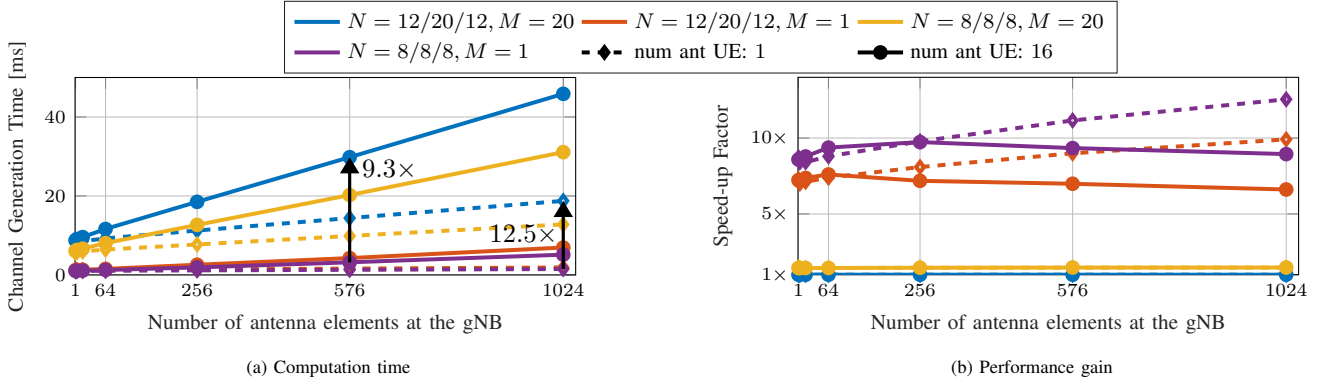 N = 12/20/12, M = 20 N = 12/20/12, M = 1 N = 8/8/8, M = 20
N = 8/8/8, M = 1 num ant UE: 1 num ant UE: 16
Channel Generation Time [ms]
40
20
0
9.3×
12.5×
1 64 256 576 1024
Number of antenna elements at the gNB
(a) Computation time
Speed-up Factor
10×
5×
1×
1 64 256 576 1024
Number of antenna elements at the gNB
(b) Performance gain